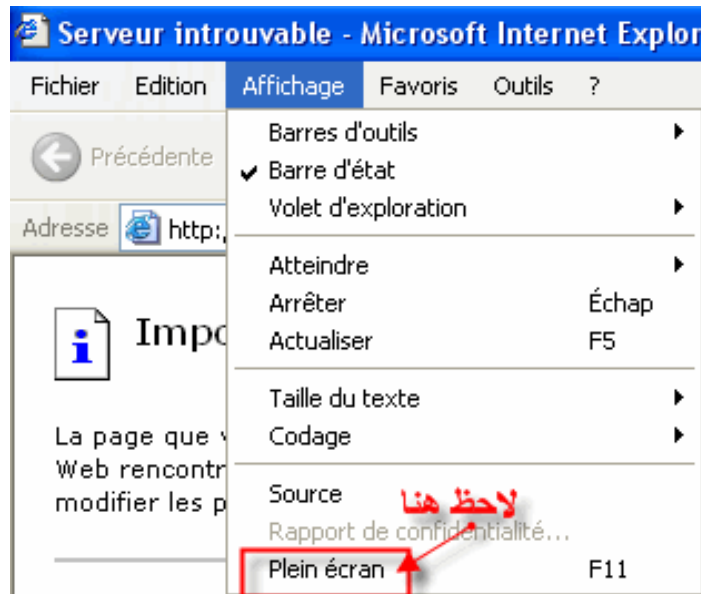 Serveur introuvable - Microsoft Internet Explor
Fichier Edition Affichage Favoris Outils ?
Précédente
Adresse http:
Barres d'outils
Barre d'état
Volet d'exploration
Atteindre
Arrêter Échap
Actualiser F5
Taille du texte
Codage
Source
لاحظ هنا
Rapport de confidentialité...
Plein écran F11
La page que
Web rencontr
modifier les p